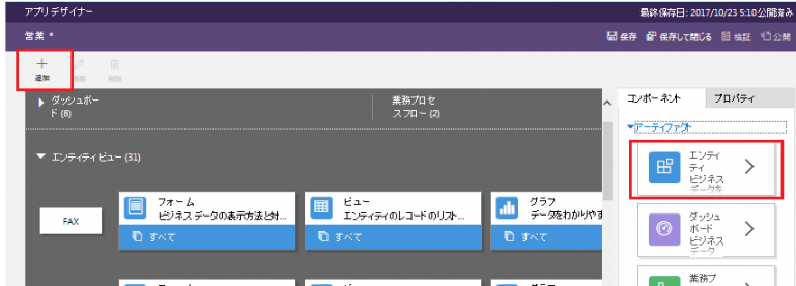 アプリ デザイナー
最終保存日: 2017/10/23 5:10 公開済み
営業 *
保存 保存して閉じる 検証 公開
追加 削除
コンポーネント プロパティ
ダッシュボー
ド (8)
業務プロセ
スフロー (2)
アーティファクト
エンティティ ビュー (31)
エンティ
ティ
ビジネス
データを
FAX
フォーム
ビジネス データの表示方法と対...
すべて
ビュー
エンティティのレコードのリスト...
すべて
グラフ
データをわかりやす
すべて
ダッシュ
ボード
ビジネス
データ
業務プ